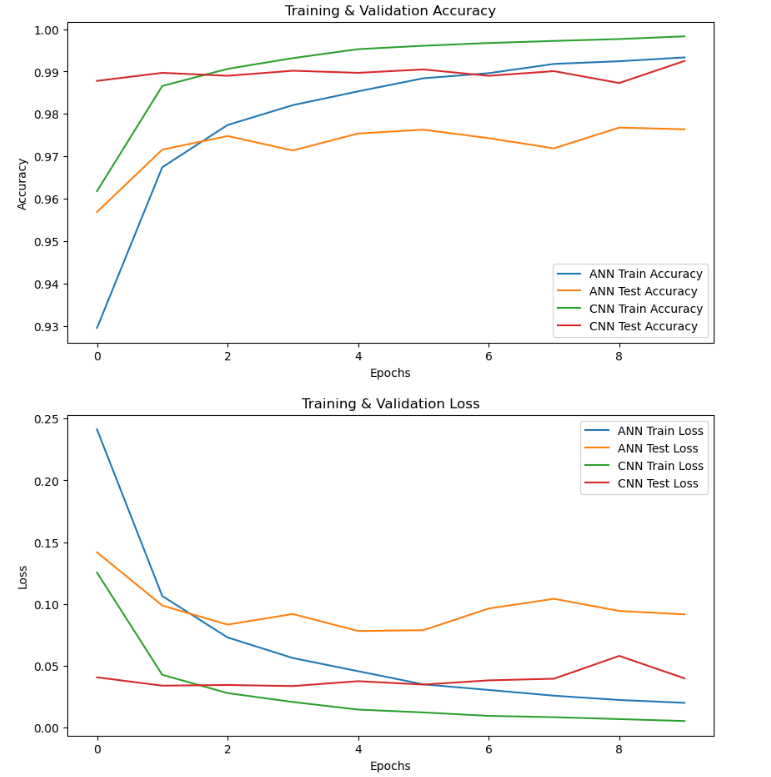 Training & Validation Accuracy
1.00
0.99
0.98
0.97
0.96
0.95
0.94
0.93
Accuracy
ANN Train Accuracy
ANN Test Accuracy
CNN Train Accuracy
CNN Test Accuracy
0 2 4 6 8
Epochs
Training & Validation Loss
0.25
0.20
0.15
0.10
0.05
0.00
Loss
ANN Train Loss
ANN Test Loss
CNN Train Loss
CNN Test Loss
0 2 4 6 8
Epochs